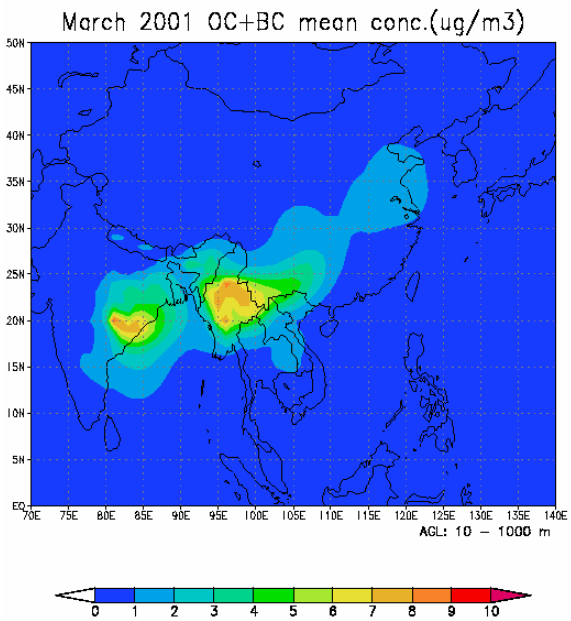 March 2001 OC+BC mean conc.(ug/m3)
50N
45N
40N
35N
30N
25N
20N
15N
10N
5N
EQ
70E 75E 80E 85E 90E 95E 100E 105E 110E 115E 120E 125E 130E 135E 140E
AGL: 10 – 1000 m
0 1 2 3 4 5 6 7 8 9 10